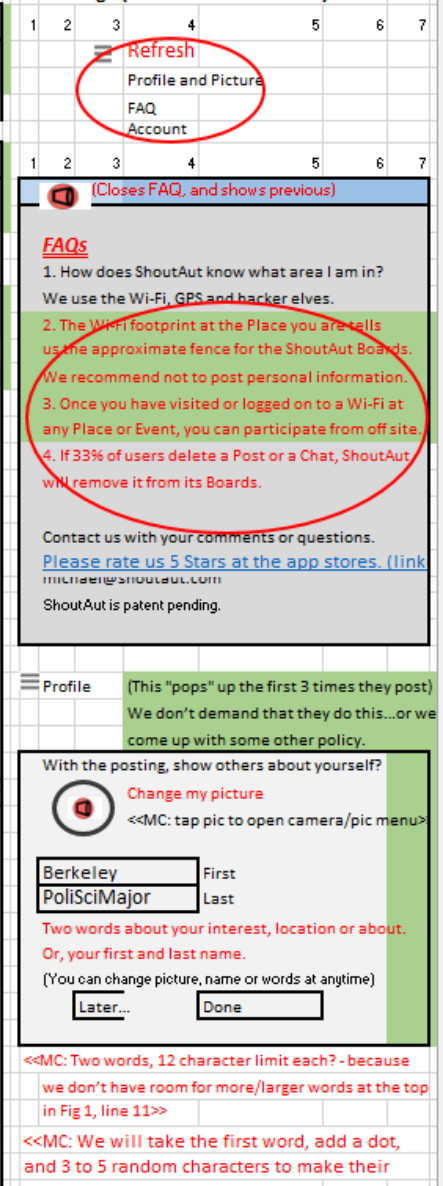 1 2 3 4 5 6 7
Refresh
Profile and Picture
FAQ
Account
1 2 3 4 5 6 7
(Closes FAQ, and shows previous)
FAQs
1. How does ShoutAut know what area I am in?
We use the Wi-Fi, GPS and hacker elves.
2. The Wi-Fi footprint at the Place you are tells
us the approximate fence for the ShoutAut Boards.
We recommend not to post personal information.
3. Once you have visited or logged on to a Wi-Fi at
any Place or Event, you can participate from off site.
4. If 33% of users delete a Post or a Chat, ShoutAut
will remove it from its Boards.
Contact us with your comments or questions.
Please rate us 5 Stars at the app stores. (link
michael@shoutaut.com
ShoutAut is patent pending.
Profile (This "pops" up the first 3 times they post)
We don't demand that they do this...or we
come up with some other policy.
With the posting, show others about yourself?
Change my picture
<<MC: tap pic to open camera/pic menu>
Berkeley First
PoliSciMajor Last
Two words about your interest, location or about.
Or, your first and last name.
(You can change picture, name or words at anytime)
Later... Done
<<MC: Two words, 12 character limit each? - because
we don't have room for more/larger words at the top
in Fig 1, line 11>>
<<MC: We will take the first word, add a dot,
and 3 to 5 random characters to make their